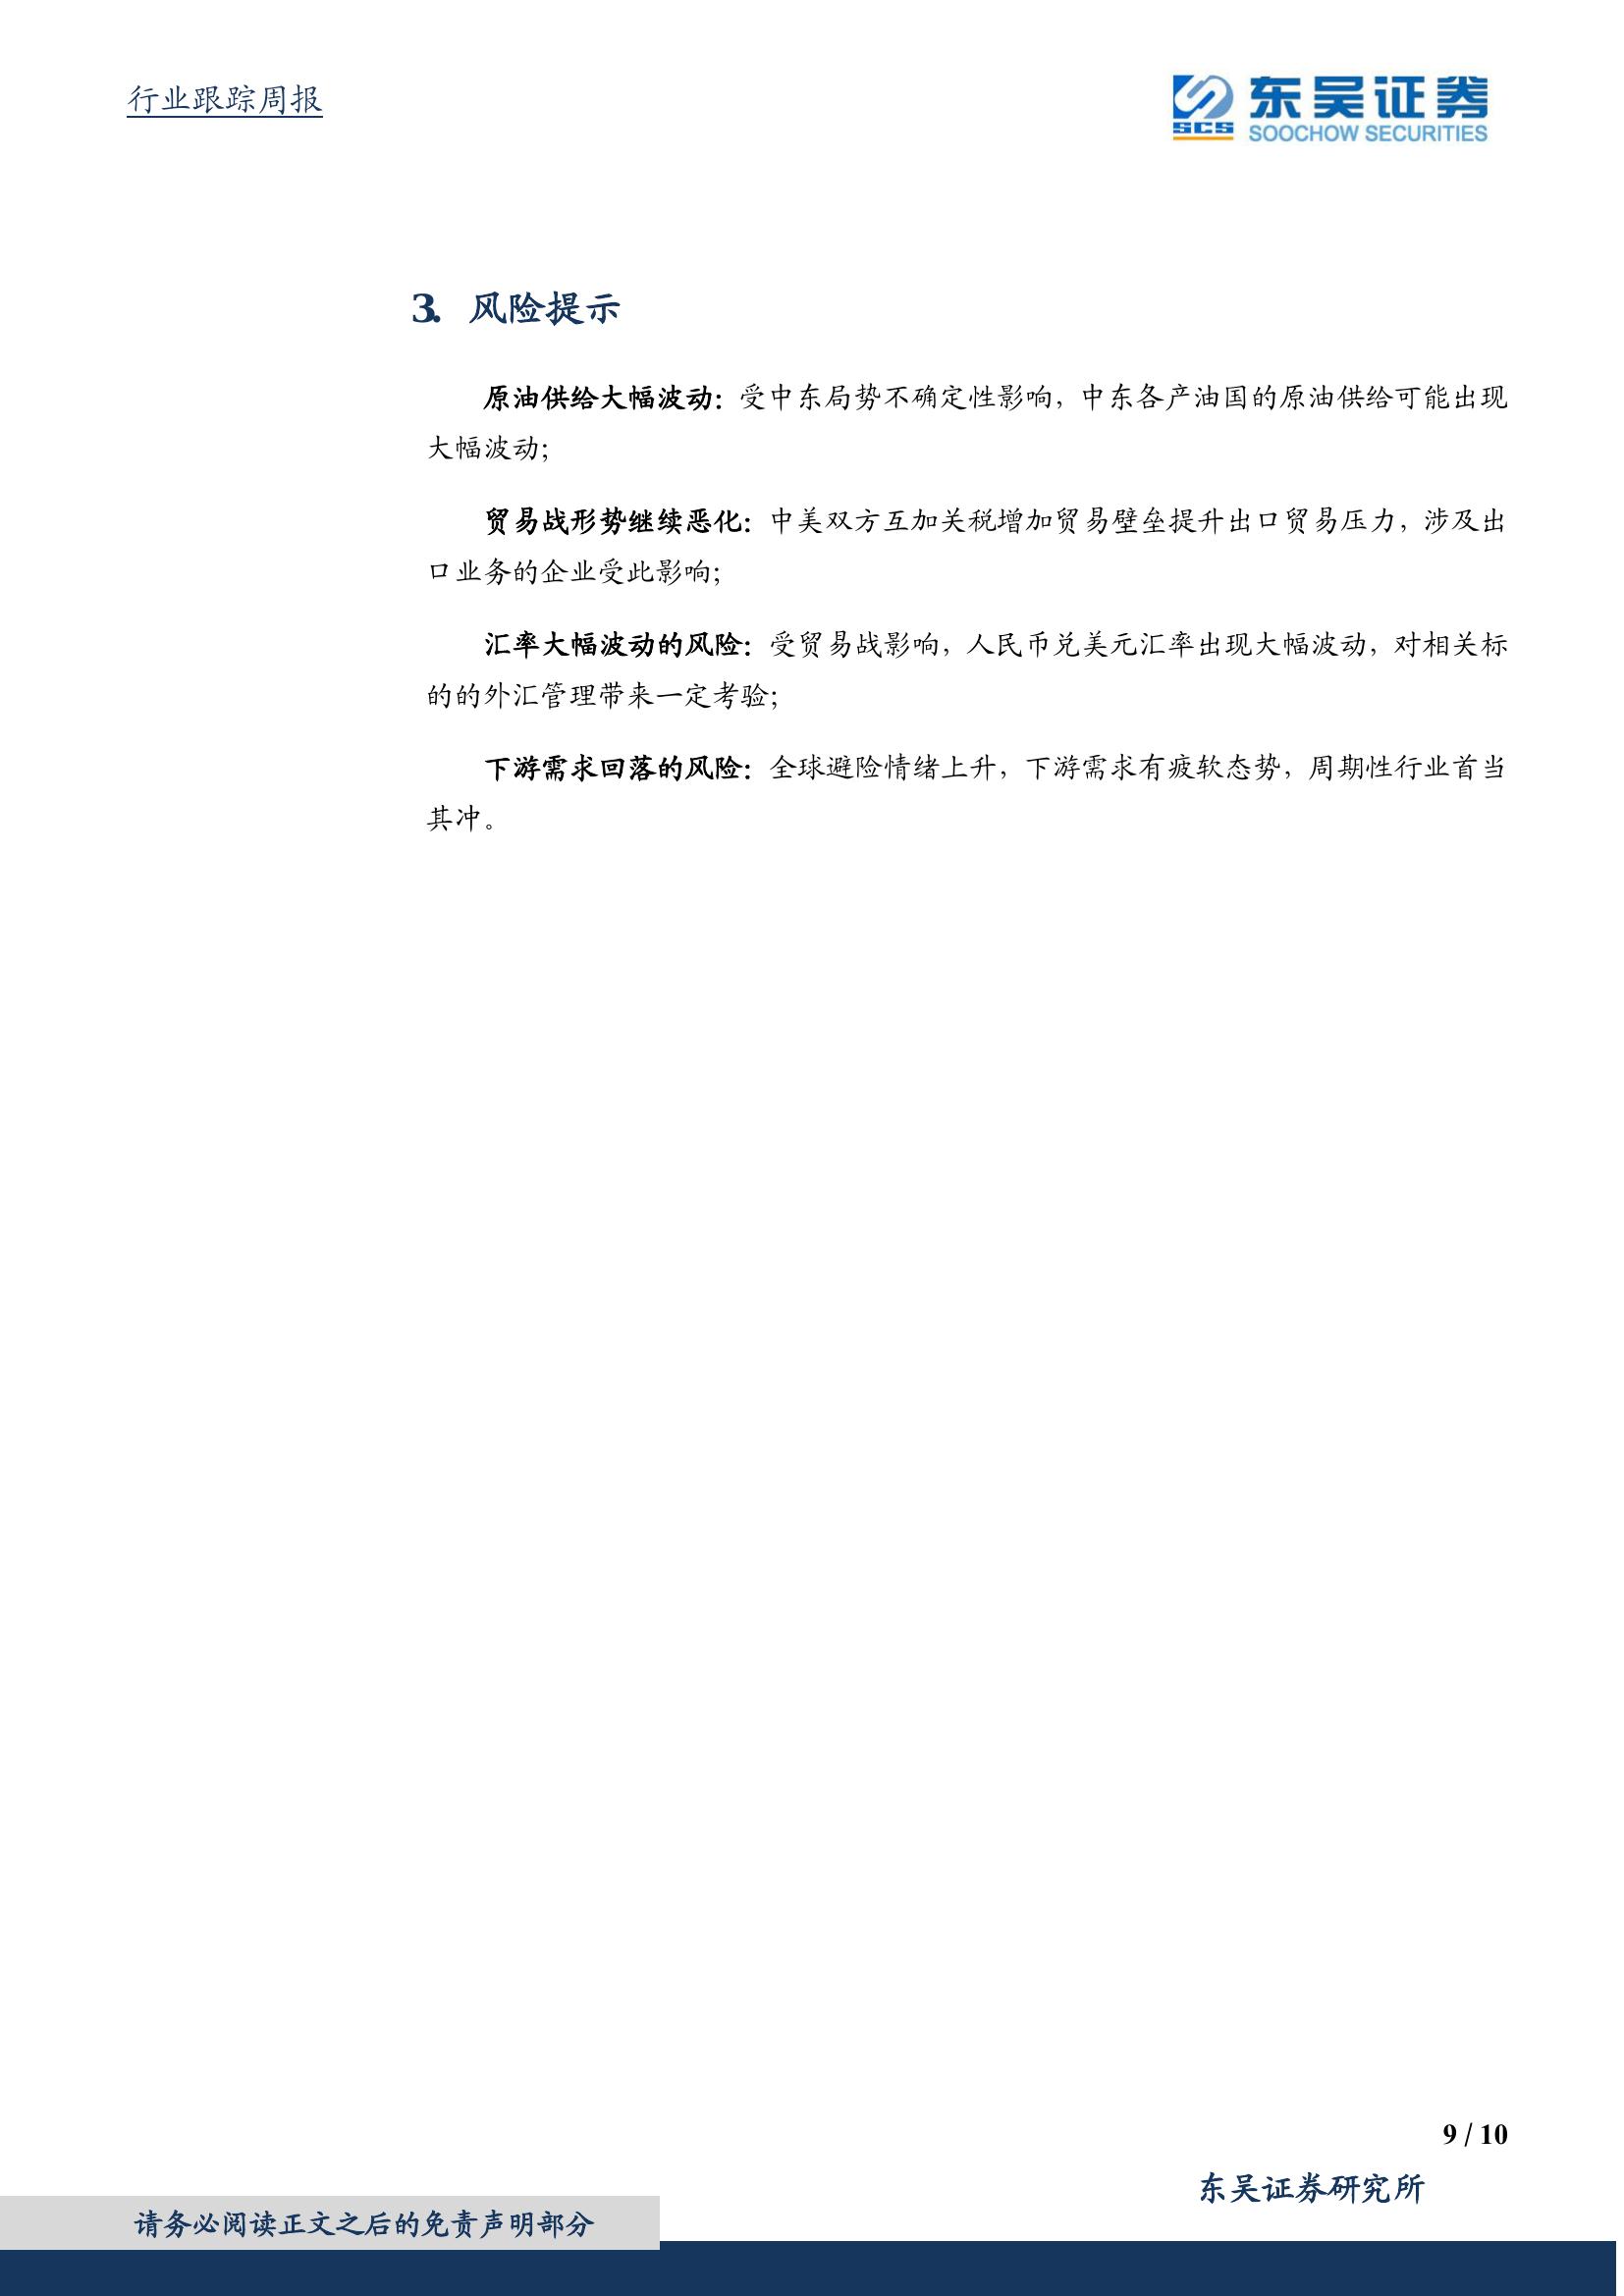 行业跟踪周报
SCS
东吴证券
SOOCHOW SECURITIES
3. 风险提示
原油供给大幅波动：受中东局势不确定性影响，中东各产油国的原油供给可能出现
大幅波动；
贸易战形势继续恶化：中美双方互加关税增加贸易壁垒提升出口贸易压力，涉及出
口业务的企业受此影响；
汇率大幅波动的风险：受贸易战影响，人民币兑美元汇率出现大幅波动，对相关标
的的外汇管理带来一定考验；
下游需求回落的风险：全球避险情绪上升，下游需求有疲软态势，周期性行业首当
其冲。
9 / 10
东吴证券研究所
请务必阅读正文之后的免责声明部分